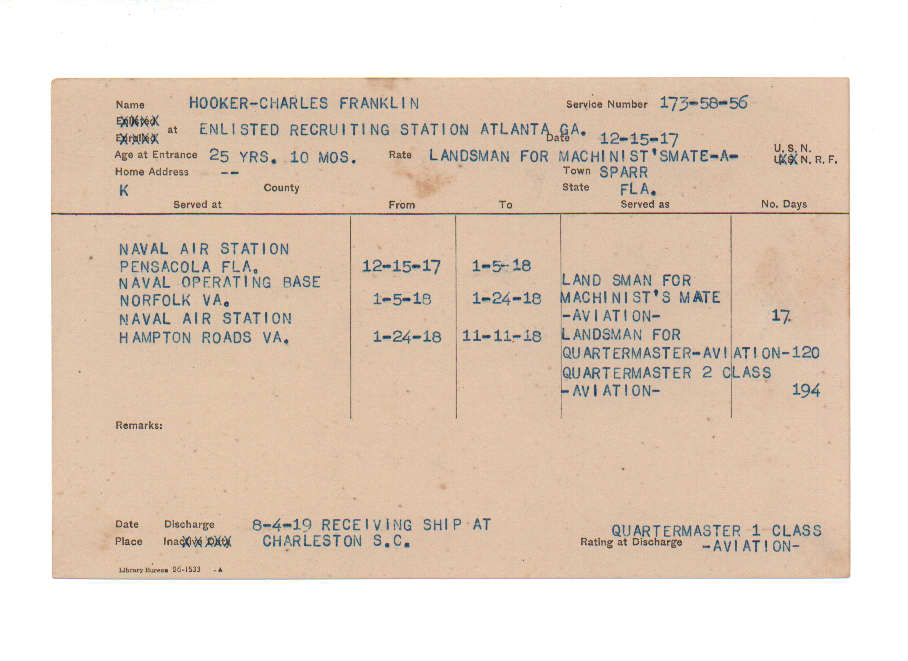 Name HOOKER-CHARLES FRANKLIN Service Number 173-58-56
Enlisted
Enrolled at ENLISTED RECRUITING STATION ATLANTA GA. Date 12-15-17
Age at Entrance 25 YRS. 10 MOS. Rate LANDSMAN FOR MACHINIST'SMATE-A- U. S. N.
U. S. N. R. F.
Home Address -- Town SPARR
K County State FLA.
Served at From To Served as No. Days
NAVAL AIR STATION
PENSACOLA FLA. 12-15-17 1-5-18
NAVAL OPERATING BASE LAND SMAN FOR
NORFOLK VA. 1-5-18 1-24-18 MACHINIST'S MATE
NAVAL AIR STATION -AVIATION- 17
HAMPTON ROADS VA. 1-24-18 11-11-18 LANDSMAN FOR
QUARTERMASTER-AVIATION-120
QUARTERMASTER 2 CLASS
-AVIATION- 194
Remarks:
Date Discharge 8-4-19 RECEIVING SHIP AT QUARTERMASTER 1 CLASS
Place Inactive Duty CHARLESTON S.C. Rating at Discharge -AVIATION-
Library Bureau 26-1533 -A